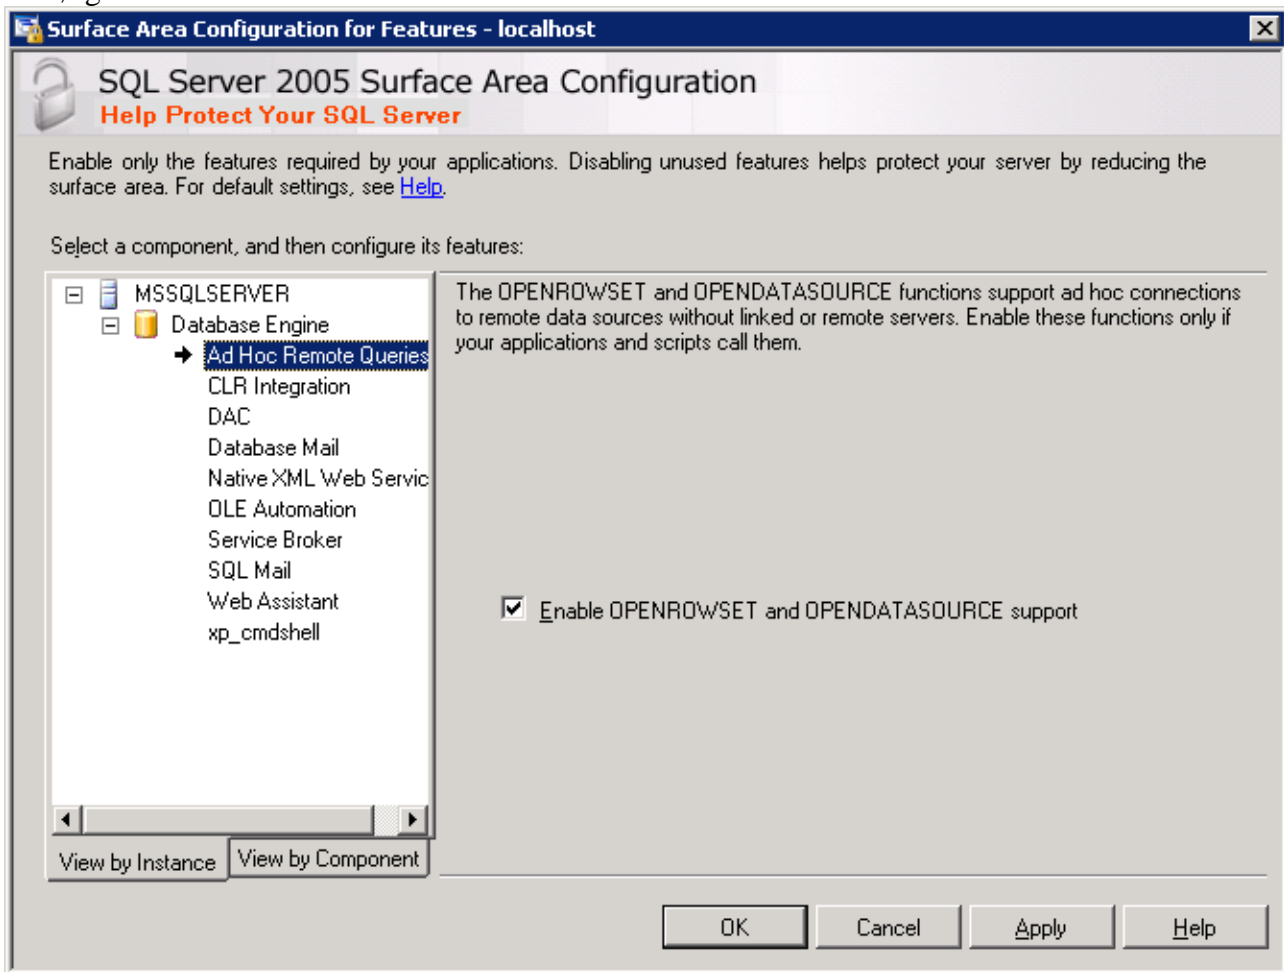 Surface Area Configuration for Features - localhost
SQL Server 2005 Surface Area Configuration
Help Protect Your SQL Server
Enable only the features required by your applications. Disabling unused features helps protect your server by reducing the
surface area. For default settings, see Help.
Select a component, and then configure its features:
MSSQLSERVER
Database Engine
Ad Hoc Remote Queries
CLR Integration
DAC
Database Mail
Native XML Web Servic
OLE Automation
Service Broker
SQL Mail
Web Assistant
xp_cmdshell
The OPENROWSET and OPENDATASOURCE functions support ad hoc connections
to remote data sources without linked or remote servers. Enable these functions only if
your applications and scripts call them.
Enable OPENROWSET and OPENDATASOURCE support
View by Instance
View by Component
OK
Cancel
Apply
Help